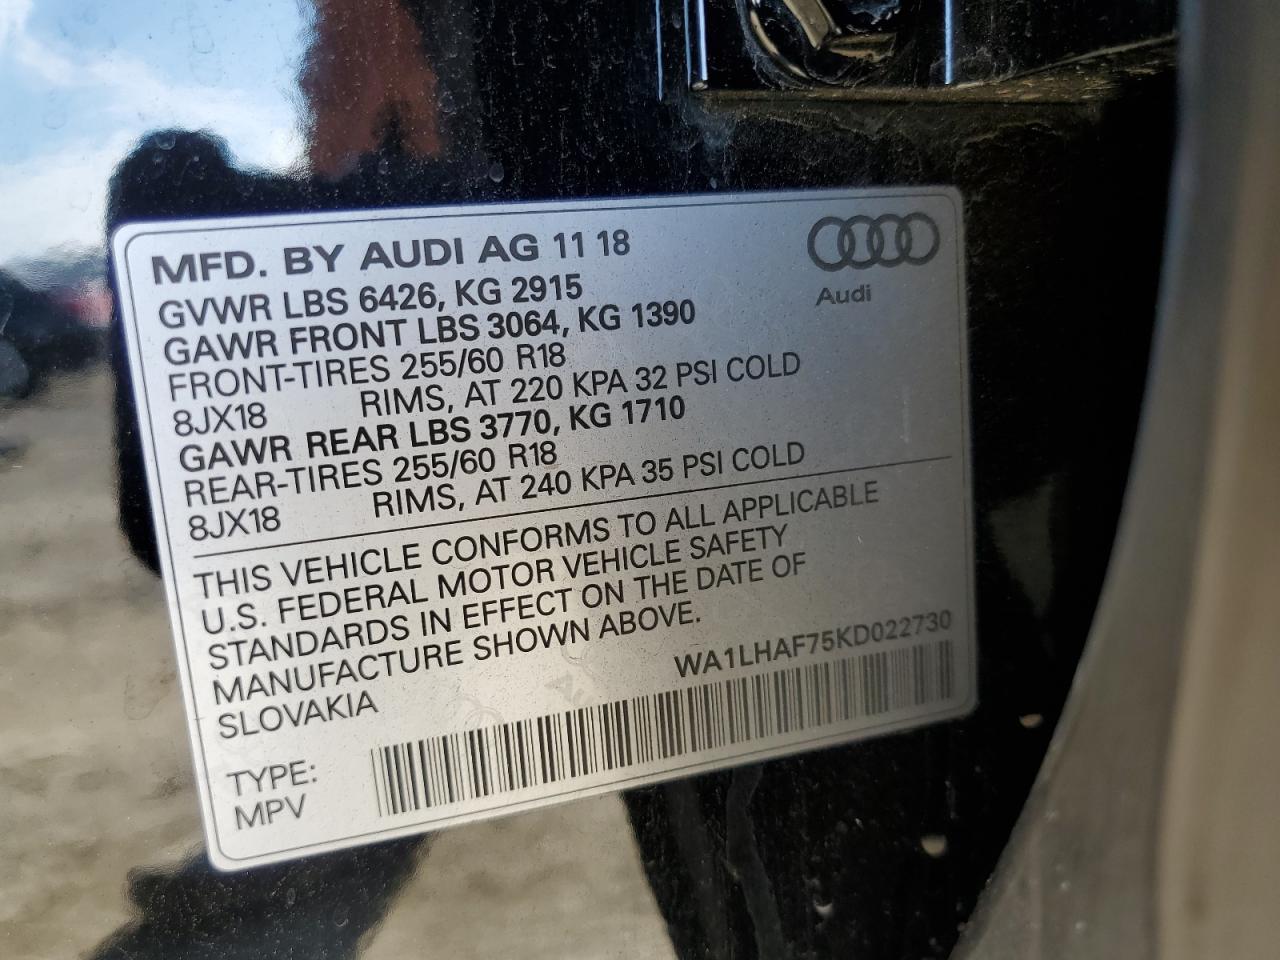 MFD. BY AUDI AG 11 18
Audi
GVWR LBS 6426, KG 2915
GAWR FRONT LBS 3064, KG 1390
FRONT-TIRES 255/60 R18
8JX18 RIMS, AT 220 KPA 32 PSI COLD
GAWR REAR LBS 3770, KG 1710
REAR-TIRES 255/60 R18
8JX18 RIMS, AT 240 KPA 35 PSI COLD
THIS VEHICLE CONFORMS TO ALL APPLICABLE
U.S. FEDERAL MOTOR VEHICLE SAFETY
STANDARDS IN EFFECT ON THE DATE OF
MANUFACTURE SHOWN ABOVE.
SLOVAKIA
WA1LHAF75KD022730
TYPE:
MPV